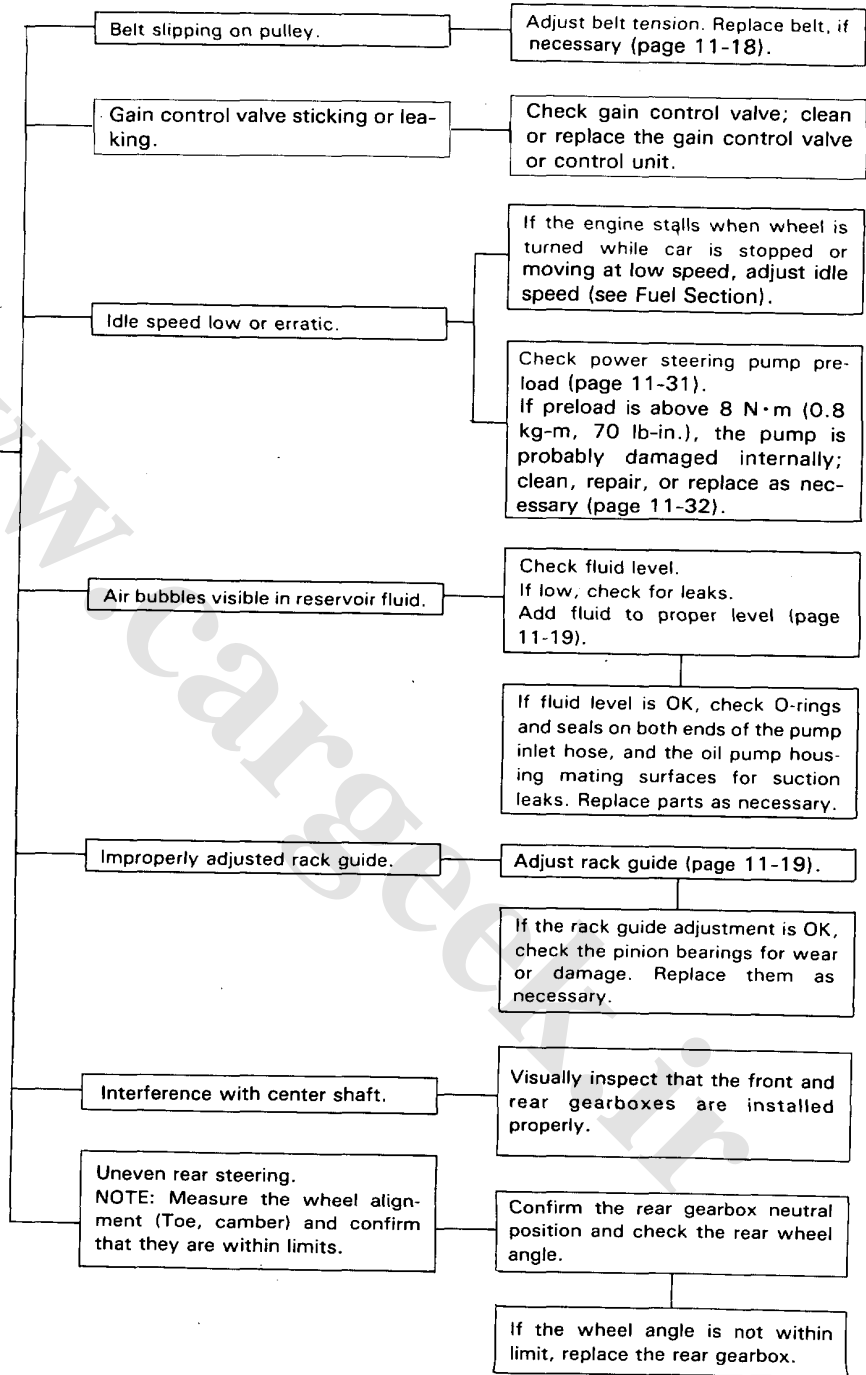 Belt slipping on pulley.
Adjust belt tension. Replace belt, if
necessary (page 11-18).
Gain control valve sticking or lea-
king.
Check gain control valve; clean
or replace the gain control valve
or control unit.
Idle speed low or erratic.
If the engine stalls when wheel is
turned while car is stopped or
moving at low speed, adjust idle
speed (see Fuel Section).
Check power steering pump pre-
load (page 11-31).
If preload is above 8 N·m (0.8
kg-m, 70 lb-in.), the pump is
probably damaged internally;
clean, repair, or replace as nec-
essary (page 11-32).
Air bubbles visible in reservoir fluid.
Check fluid level.
If low, check for leaks.
Add fluid to proper level (page
11-19).
If fluid level is OK, check O-rings
and seals on both ends of the pump
inlet hose, and the oil pump hous-
ing mating surfaces for suction
leaks. Replace parts as necessary.
Improperly adjusted rack guide.
Adjust rack guide (page 11-19).
If the rack guide adjustment is OK,
check the pinion bearings for wear
or damage. Replace them as
necessary.
Interference with center shaft.
Visually inspect that the front and
rear gearboxes are installed
properly.
Uneven rear steering.
NOTE: Measure the wheel align-
ment (Toe, camber) and confirm
that they are within limits.
Confirm the rear gearbox neutral
position and check the rear wheel
angle.
If the wheel angle is not within
limit, replace the rear gearbox.
w.cargeek.ir